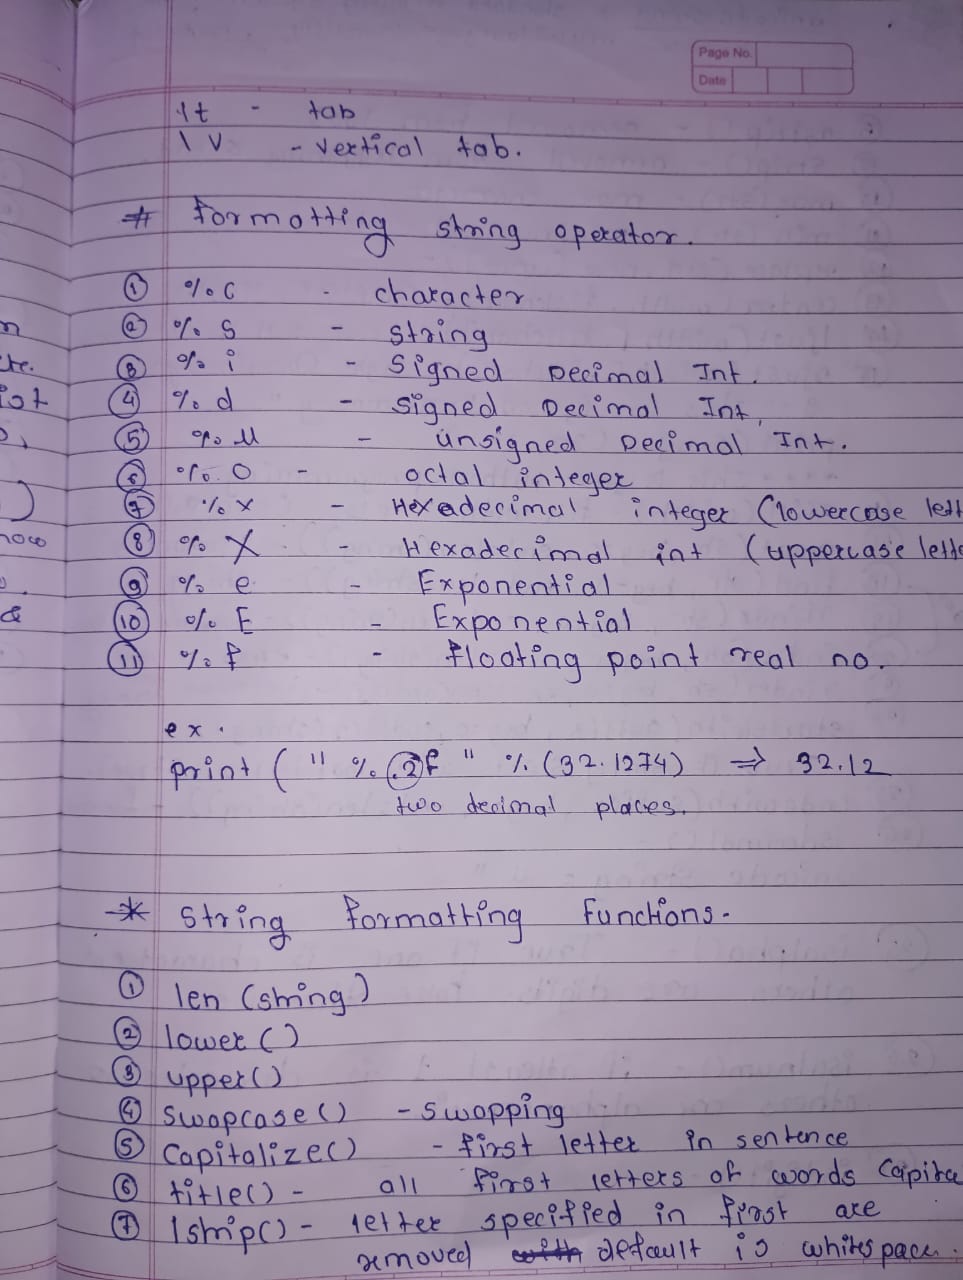 Page No.
Date
\t - tab
\v - vertical tab.
# Formatting string operator.
① %c - character
② %s - string
③ %i - Signed Decimal Int.
④ %d - signed Decimal Int,
⑤ %u - unsigned Decimal Int.
⑥ %o - octal integer
⑦ %x - Hexadecimal integer (lowercase lett
⑧ %X - Hexadecimal int (uppercase lette
⑨ %e - Exponential
⑩ %E - Exponential
⑪ %f - floating point real no.
ex.
print ( " %.2f " % (32.1274) ⇒ 32.12
two decimal places.
* String formatting functions.
① len (string)
② lower ()
③ upper()
④ swapcase() - swapping
⑤ Capitalize() - first letter in sentence
⑥ title() - all first letters of words Capita
⑦ lstrip() - letter specified in first are
removed default is whitespace.